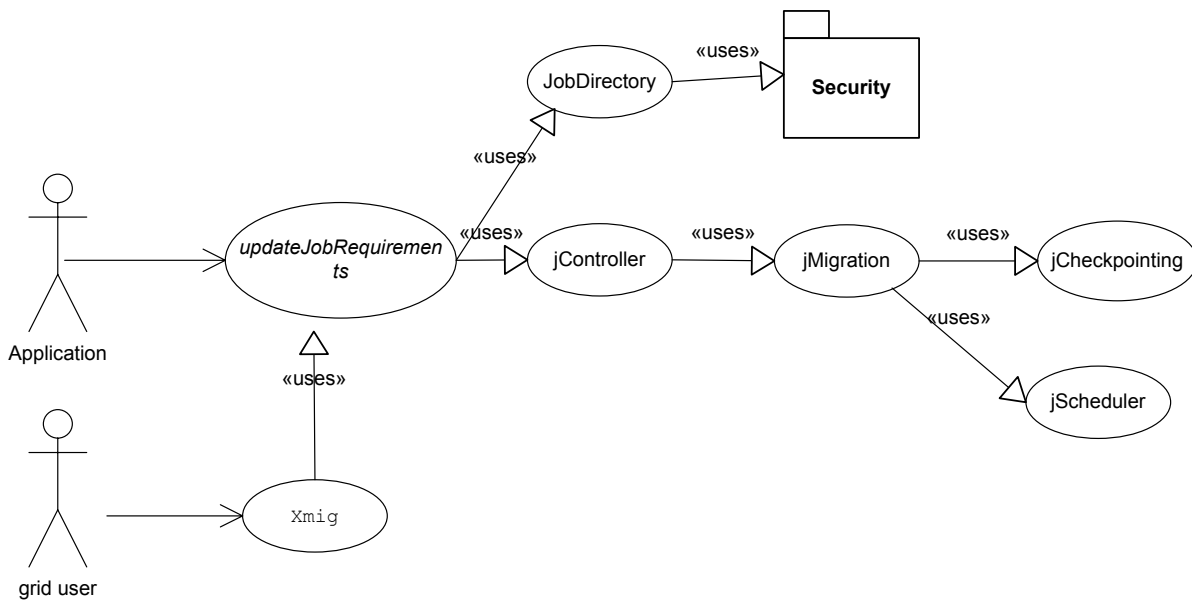 «uses»
JobDirectory
Security
«uses»
«uses»
«uses»
«uses»
updateJobRequiremen
ts
jController
jMigration
jCheckpointing
«uses»
Application
«uses»
jScheduler
Xmig
grid user